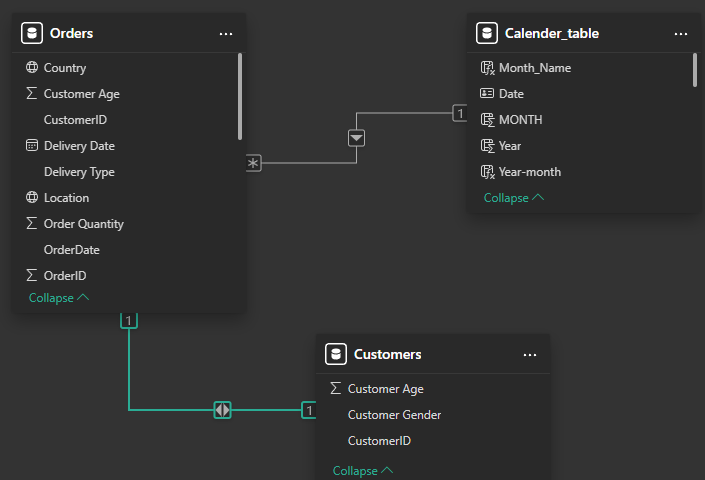 Orders
...
Country
Customer Age
CustomerID
Delivery Date
Delivery Type
Location
Order Quantity
OrderDate
OrderID
Collapse
*
1
Calender_table
...
Month_Name
Date
MONTH
Year
Year-month
Collapse
1
1
Customers
...
Customer Age
Customer Gender
CustomerID
Collapse